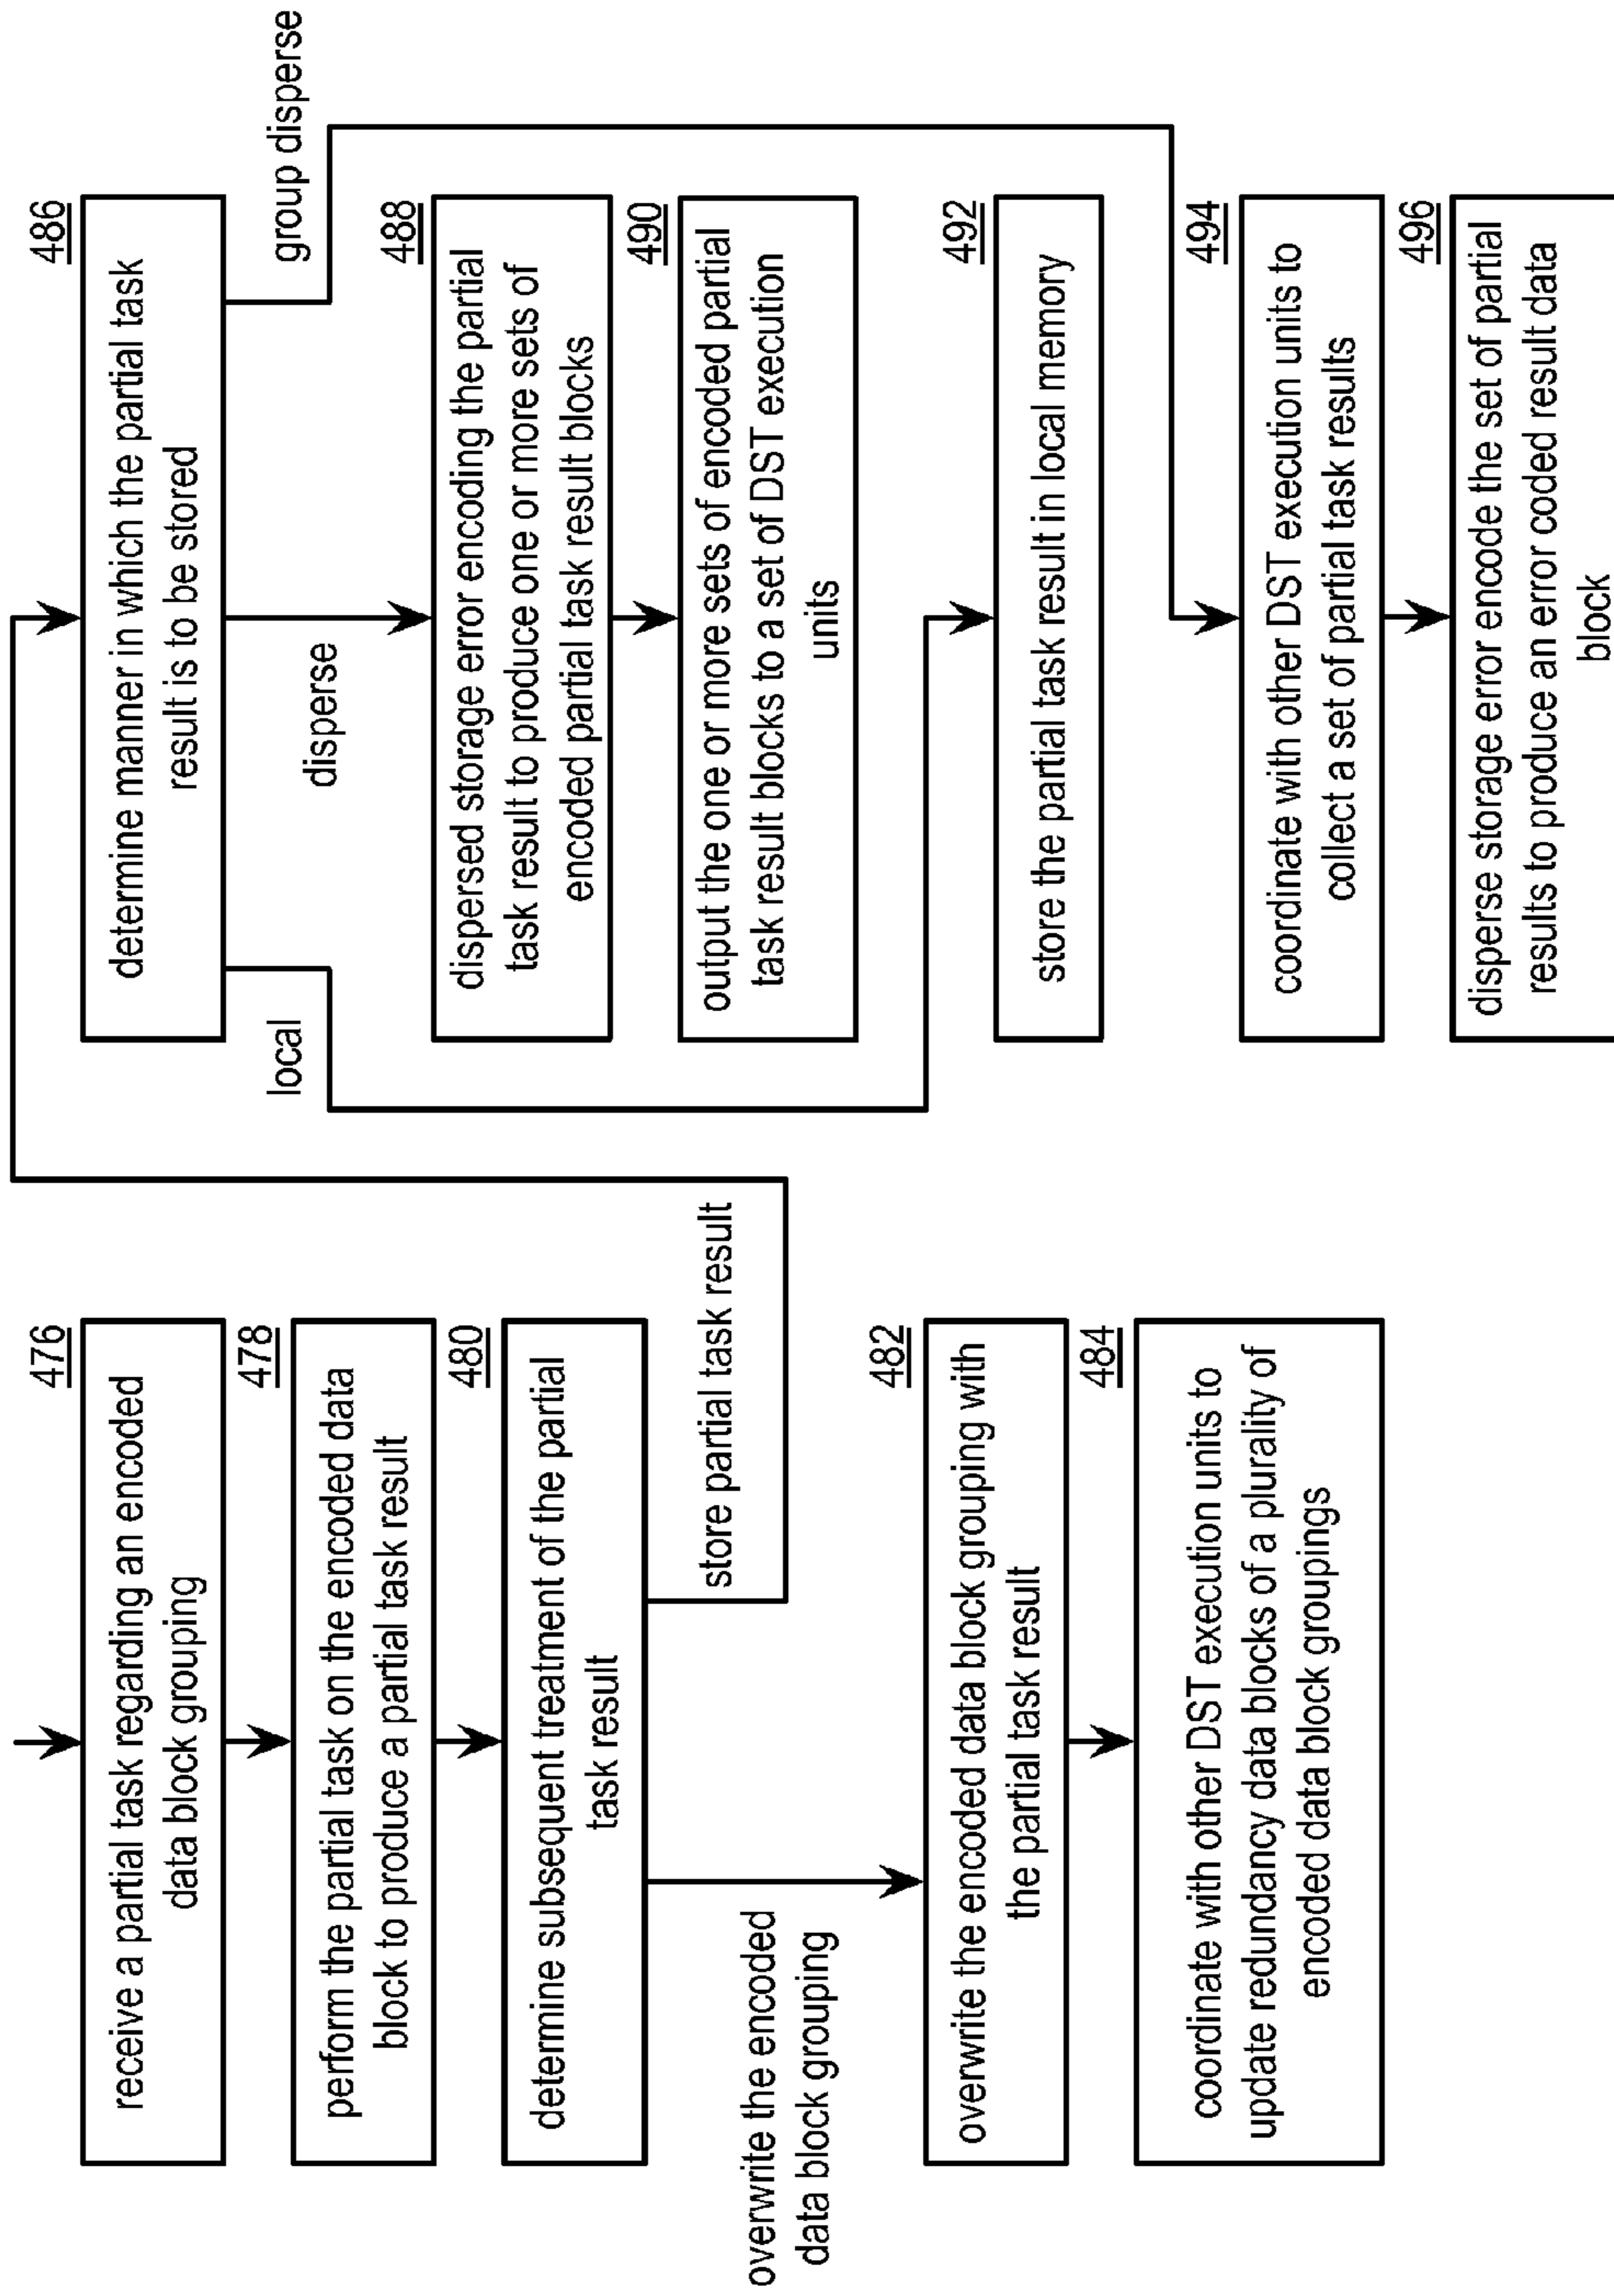 476
receive a partial task regarding an encoded
data block grouping
478
perform the partial task on the encoded data
block to produce a partial task result
480
determine subsequent treatment of the partial
task result
overwrite the encoded
data block grouping
store partial task result
482
overwrite the encoded data block grouping with
the partial task result
484
coordinate with other DST execution units to
update redundancy data blocks of a plurality of
encoded data block groupings
486
determine manner in which the partial task
result is to be stored
local
disperse
group disperse
488
dispersed storage error encoding the partial
task result to produce one or more sets of
encoded partial task result blocks
490
output the one or more sets of encoded partial
task result blocks to a set of DST execution
units
492
store the partial task result in local memory
494
coordinate with other DST execution units to
collect a set of partial task results
496
disperse storage error encode the set of partial
results to produce an error coded result data
block